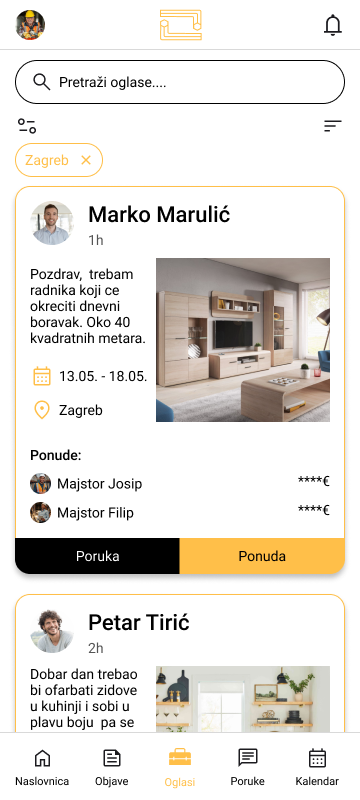 Pretraži oglase....
Zagreb
Marko Marulić
1h
Pozdrav,  trebam
radnika koji ce
okreciti dnevni
boravak. Oko 40
kvadratnih metara.
13.05. - 18.05.
Zagreb
Ponude:
Majstor Josip
****€
Majstor Filip
****€
Poruka
Ponuda
Petar Tirić
2h
Dobar dan trebao
bi ofarbati zidove
u kuhinji i sobi u
plavu boju  pa se
Naslovnica
Objave
Oglasi
Poruke
Kalendar